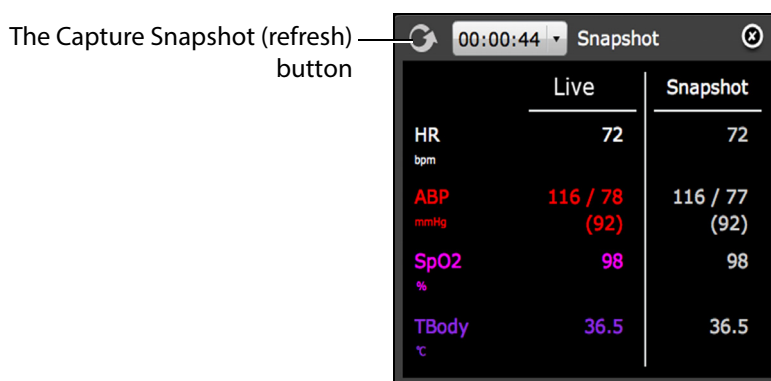 The Capture Snapshot (refresh)
button
00:00:44 Snapshot
Live Snapshot
HR 72 72
bpm
ABP 116 / 78 116 / 77
mmHg (92) (92)
SpO2 98 98
%
TBody 36.5 36.5
°C